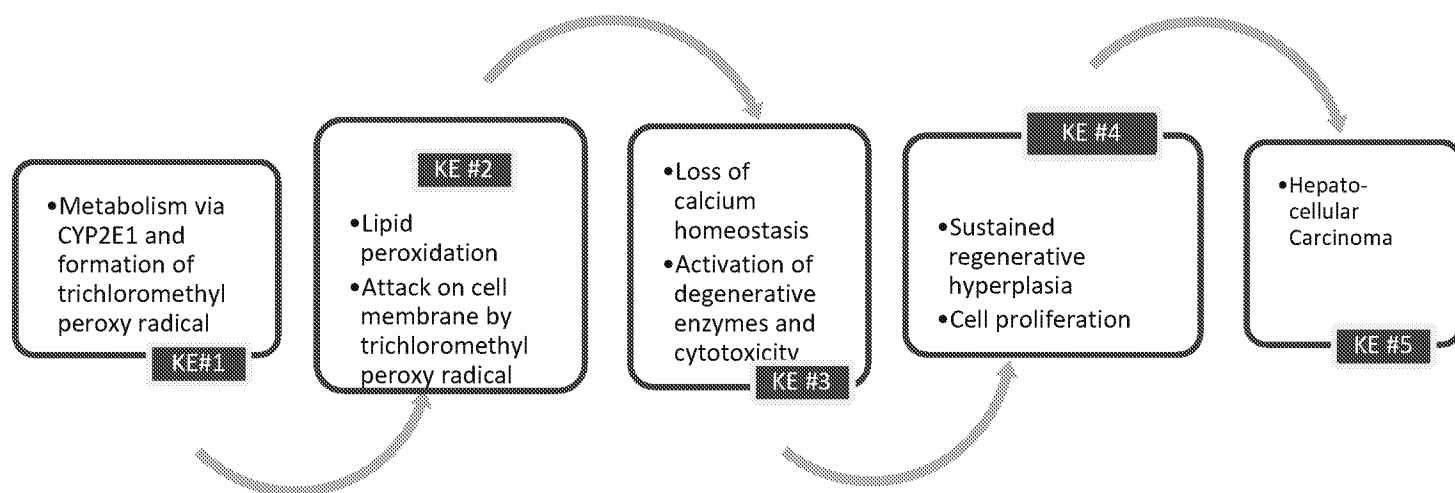 •Metabolism via
CYP2E1 and
formation of
trichloromethyl
peroxy radical
KE#1
KE #2
•Lipid
peroxidation
•Attack on cell
membrane by
trichloromethyl
peroxy radical
•Loss of
calcium
homeostasis
•Activation of
degenerative
enzymes and
cytotoxicity
KE #3
KE #4
•Sustained
regenerative
hyperplasia
•Cell proliferation
•Hepato-
cellular
Carcinoma
KE #5